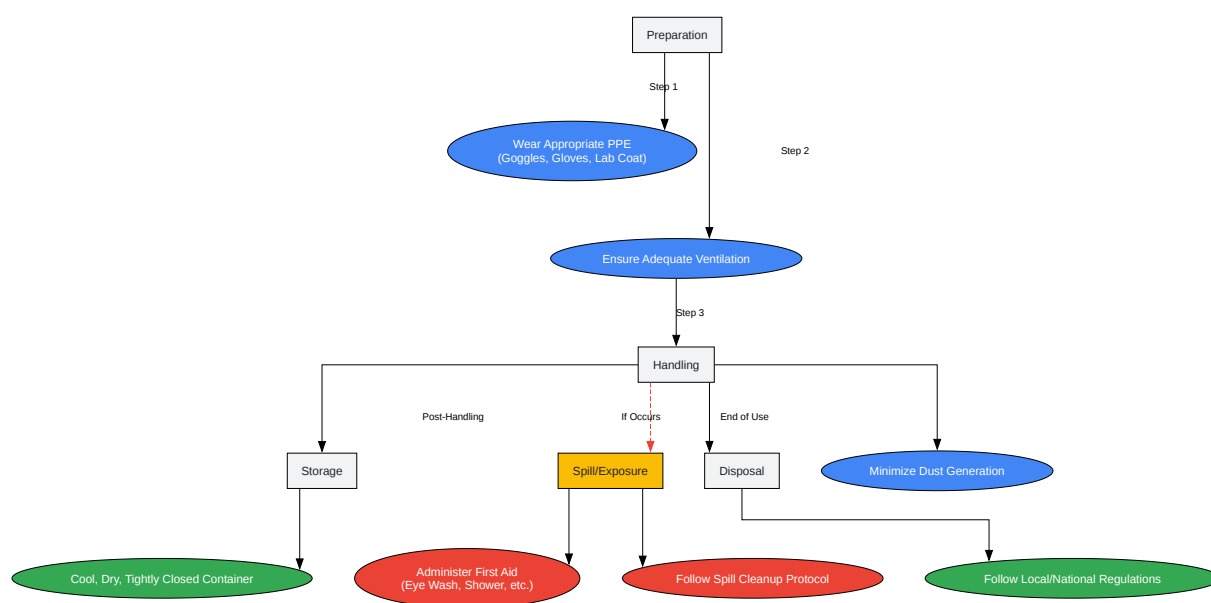 Preparation
Step 1
Wear Appropriate PPE
(Goggles, Gloves, Lab Coat)
Step 2
Ensure Adequate Ventilation
Step 3
Handling
Post-Handling
If Occurs
End of Use
Storage
Spill/Exposure
Disposal
Minimize Dust Generation
Cool, Dry, Tightly Closed Container
Administer First Aid
(Eye Wash, Shower, etc.)
Follow Spill Cleanup Protocol
Follow Local/National Regulations